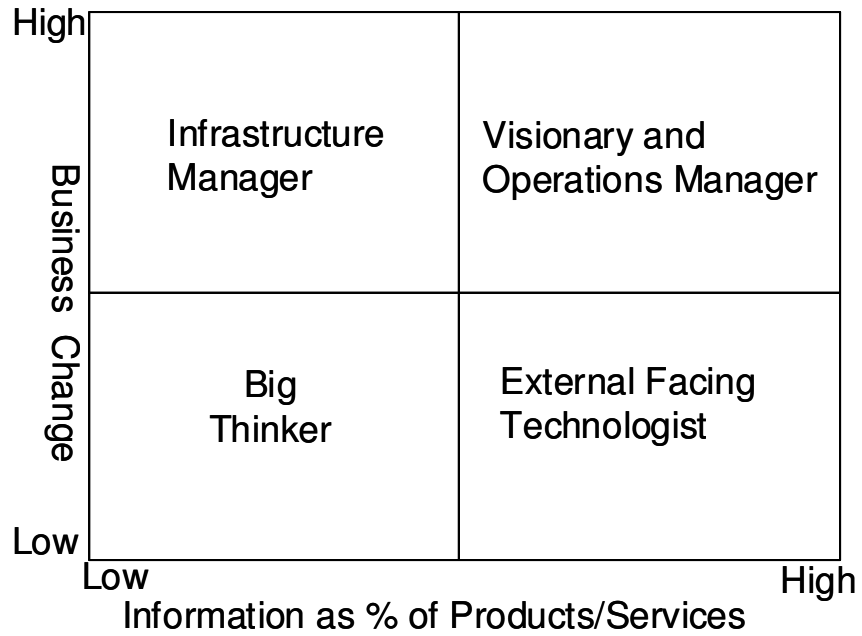 High
Infrastructure
Manager
Visionary and
Operations Manager
Business Change
Big
Thinker
External Facing
Technologist
Low
Low
High
Information as % of Products/Services